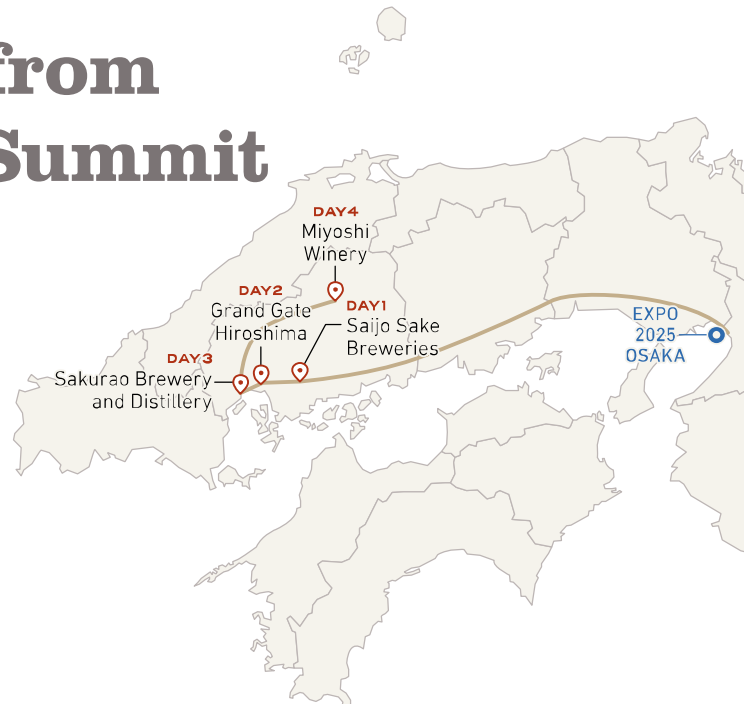 from
Summit
DAY4
Miyoshi
Winery
DAY2
Grand Gate
Hiroshima
DAY1
Saijo Sake
Breweries
EXPO
2025
OSAKA
DAY3
Sakurao Brewery
and Distillery